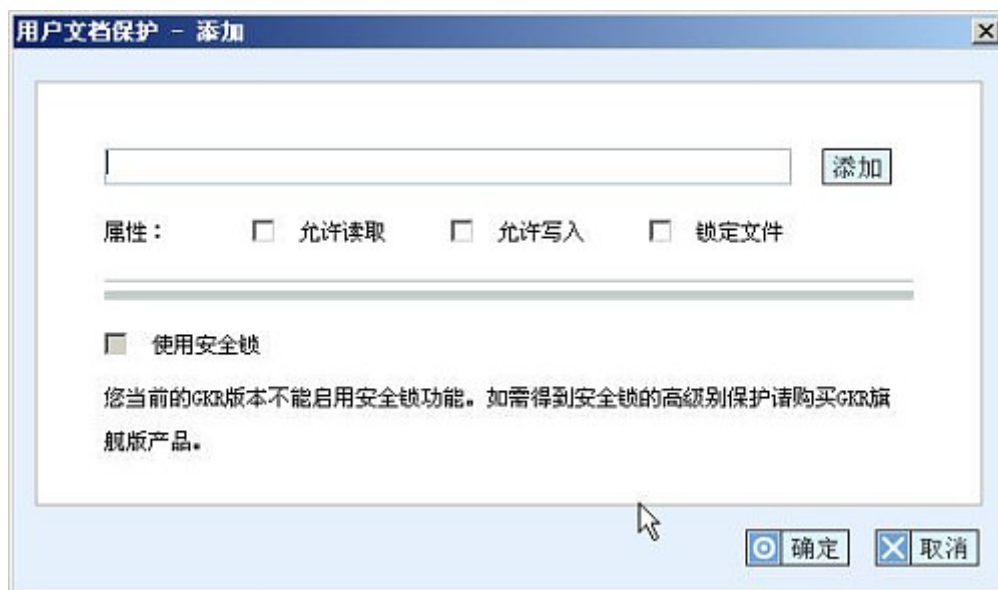 用户文档保护 - 添加
添加
属性： 允许读取 允许写入 锁定文件
使用安全锁
您当前的GKR版本不能启用安全锁功能。如需得到安全锁的高级别保护请购买GKR旗
舰版产品。
确定 取消